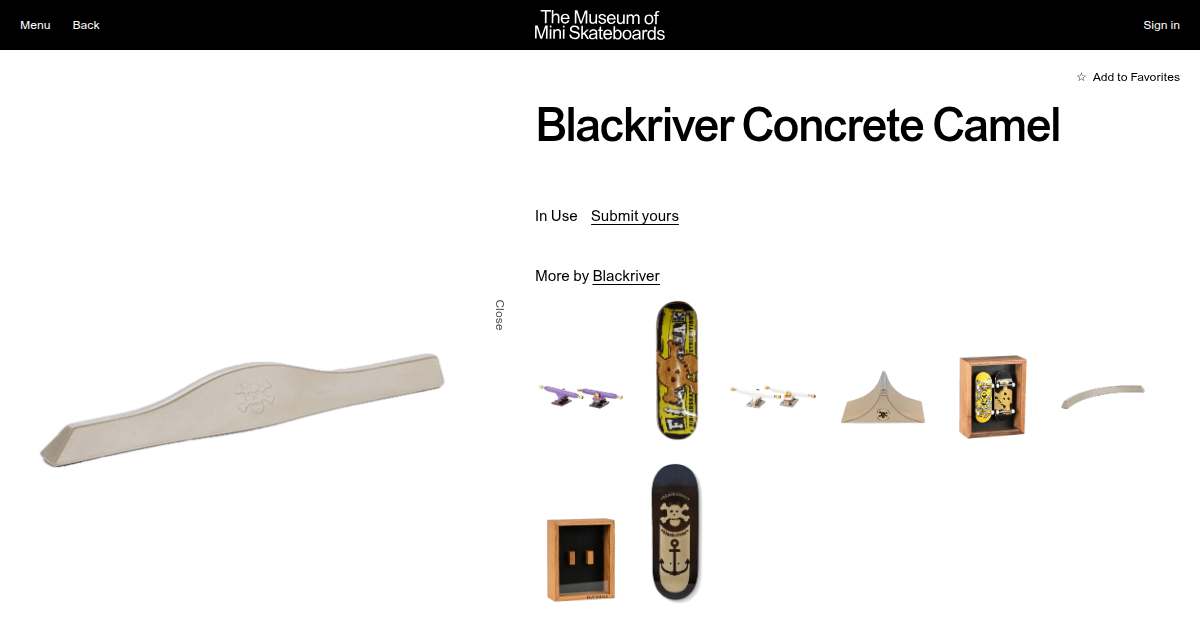 Menu
Back
The Museum of
Mini Skateboards
Sign in
☆ Add to Favorites
Blackriver Concrete Camel
In Use Submit yours
More by Blackriver
Close